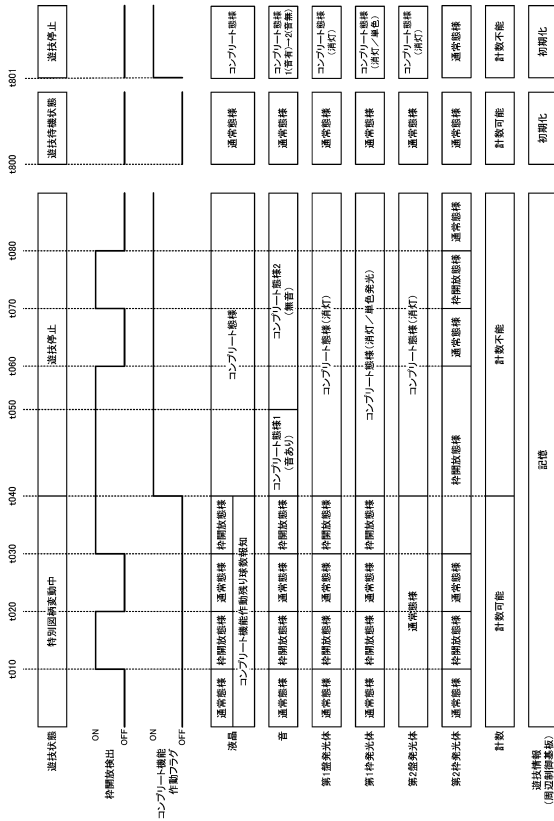 t010 t020 t030 t040 t050 t060 t070 t080 t800 t801
遊技状態 特別図柄変動中 遊技停止 遊技待機状態 遊技停止
枠開放検出 ON OFF
コンプリート機能
作動フラグ ON OFF
液晶 通常態様 枠開放態様 通常態様 枠開放態様 コンプリート態様 通常態様 コンプリート態様
コンプリート機能作動残り球数報知
音 通常態様 枠開放態様 通常態様 枠開放態様 コンプリート態様1
(音あり) コンプリート態様2
(無音) 通常態様 コンプリート態様
1(音有)→2(音無)
第1盤発光体 通常態様 枠開放態様 通常態様 枠開放態様 コンプリート態様(消灯) 通常態様 コンプリート態様
(消灯)
第1枠発光体 通常態様 枠開放態様 通常態様 枠開放態様 コンプリート態様(消灯/単色発光) 通常態様 コンプリート態様
(消灯/単色)
第2盤発光体 通常態様 コンプリート態様(消灯) 通常態様 コンプリート態様
(消灯)
第2枠発光体 通常態様 枠開放態様 通常態様 枠開放態様 通常態様 枠開放態様 通常態様 通常態様 通常態様
計数 計数可能 計数不能 計数可能 計数不能
遊技情報
(周辺制御基板) 記憶 初期化 初期化